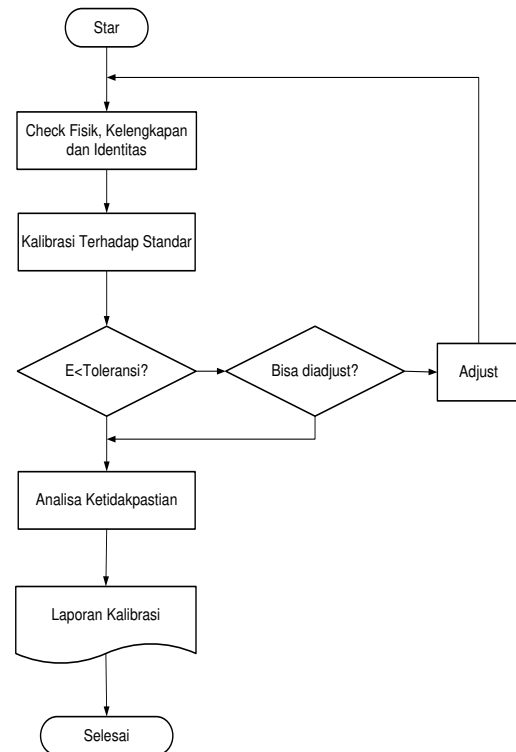 Star
Check Fisik, Kelengkapan
dan Identitas
Kalibrasi Terhadap Standar
E<Toleransi?
Bisa diadjust?
Adjust
Analisa Ketidakpastian
Laporan Kalibrasi
Selesai